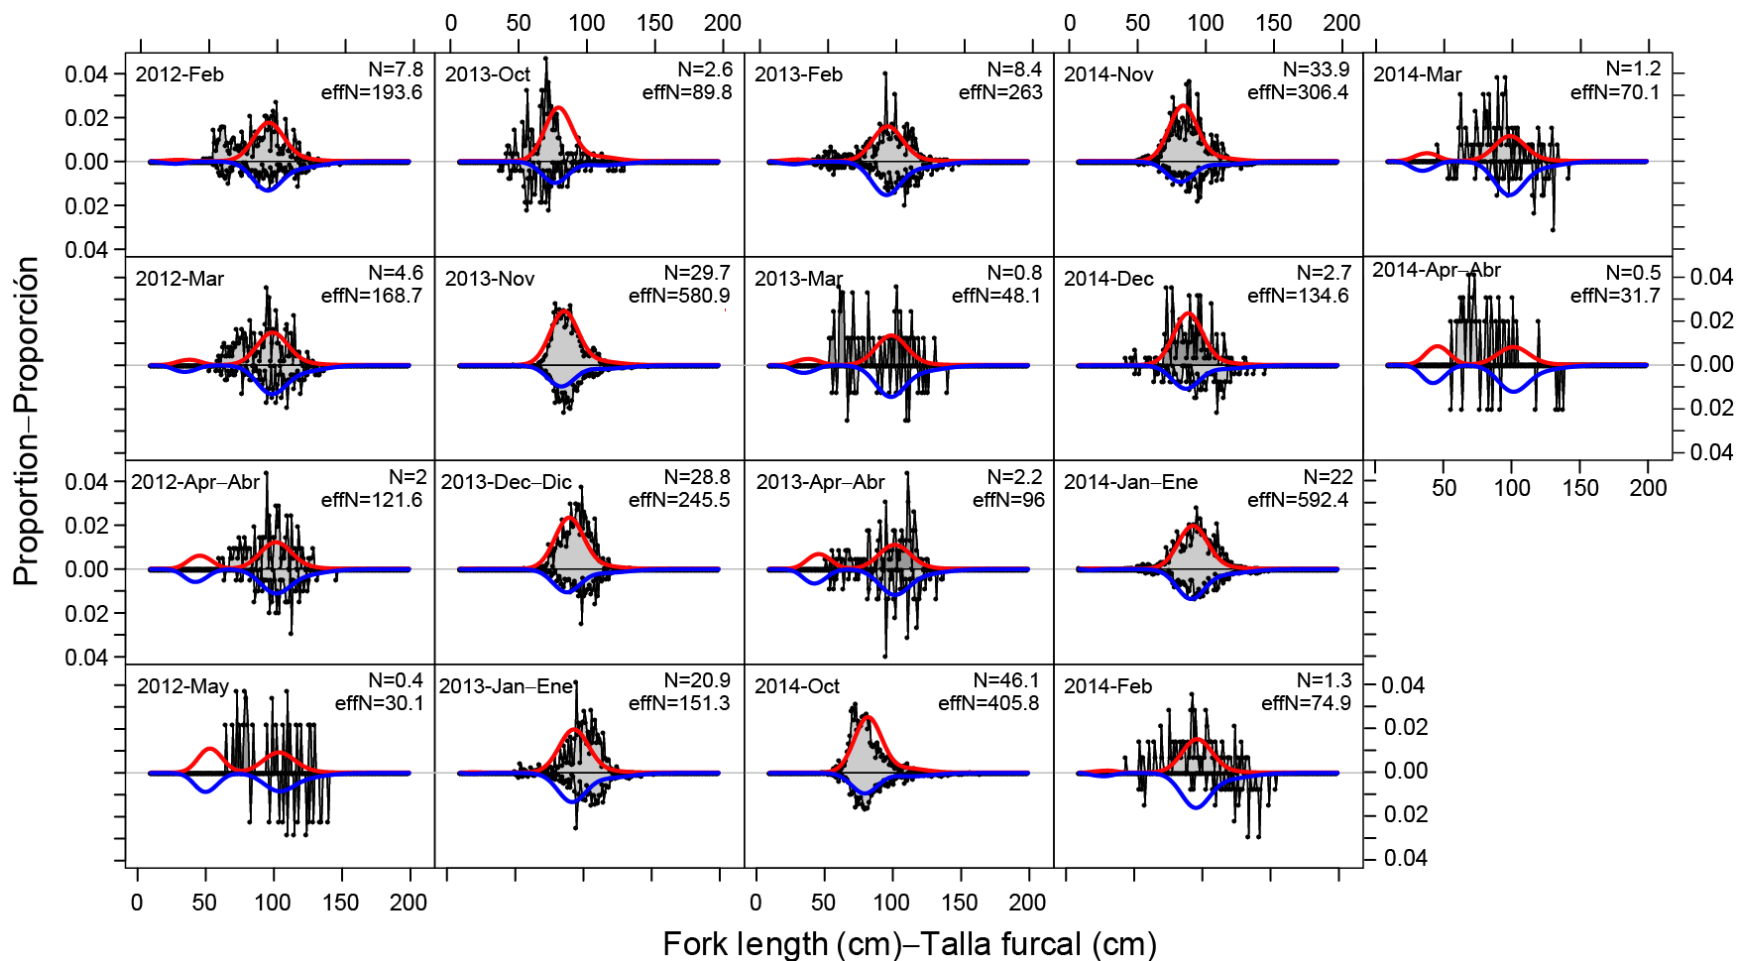 0 50 100 150 200 0 50 100 150 200
2012-Feb N=7.8
effN=193.6
2013-Oct N=2.6
effN=89.8
2013-Feb N=8.4
effN=263
2014-Nov N=33.9
effN=306.4
2014-Mar N=1.2
effN=70.1
0.04
0.02
0.00
0.02
0.04
2012-Mar N=4.6
effN=168.7
2013-Nov N=29.7
effN=580.9
2013-Mar N=0.8
effN=48.1
2014-Dec N=2.7
effN=134.6
2014-Apr–Abr N=0.5
effN=31.7
0.04
0.02
0.00
0.02
0.04
50 100 150 200
2012-Apr–Abr N=2
effN=121.6
2013-Dec–Dic N=28.8
effN=245.5
2013-Apr–Abr N=2.2
effN=96
2014-Jan–Ene N=22
effN=592.4
0.04
0.02
0.00
0.02
0.04
2012-May N=0.4
effN=30.1
2013-Jan–Ene N=20.9
effN=151.3
2014-Oct N=46.1
effN=405.8
2014-Feb N=1.3
effN=74.9
0.04
0.02
0.00
0.02
0.04
0 50 100 150 200 0 50 100 150 200 0 50 100 150 200
Proportion–Proporción
Fork length (cm)–Talla furcal (cm)